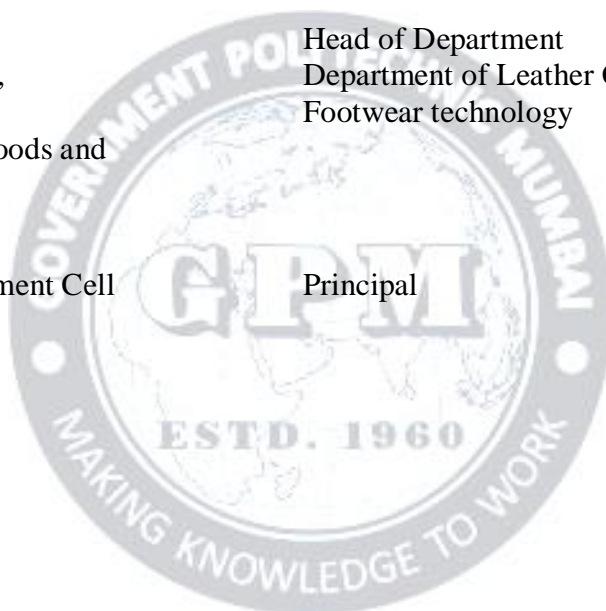 Head of Department
,
Department of Leather
Footwear technology
oods and
ment Cell
Principal
GOVERNMENT POLYTECHNIC MUMBAI
GPM
ESTD. 1960
MAKING KNOWLEDGE TO WORK